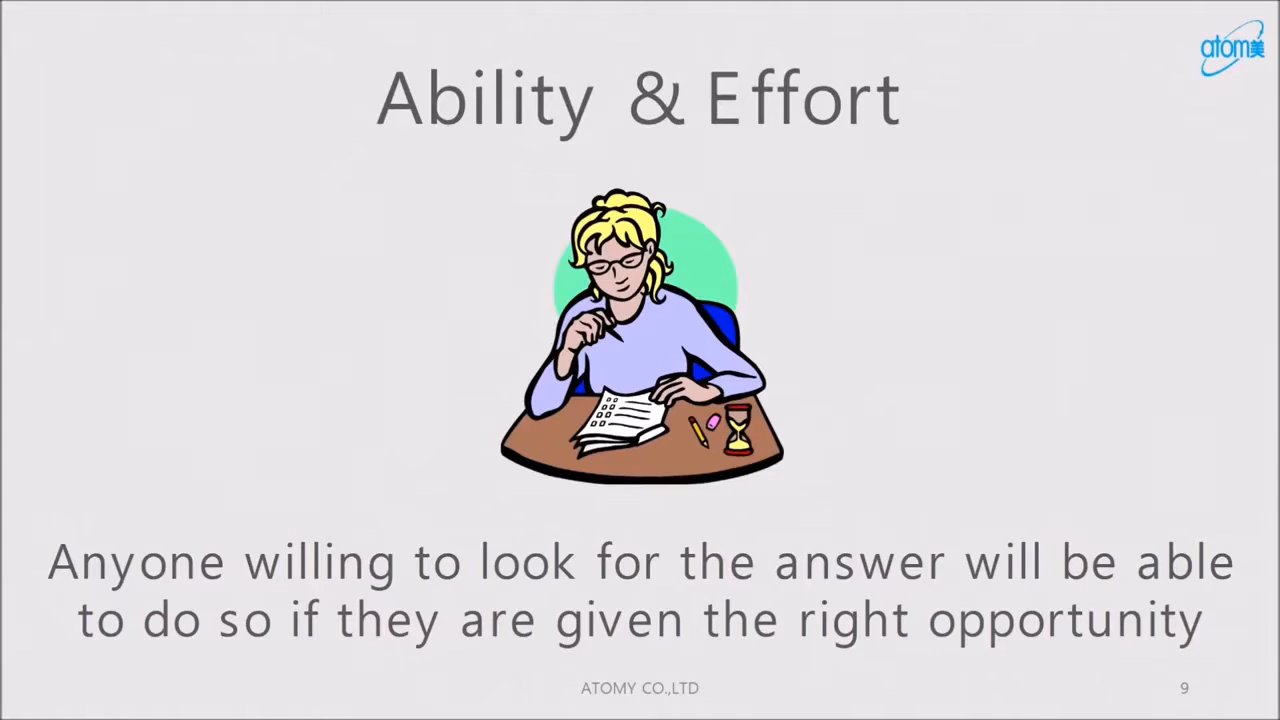 atom美
Ability & Effort
Anyone willing to look for the answer will be able
to do so if they are given the right opportunity
ATOMY CO.,LTD
9